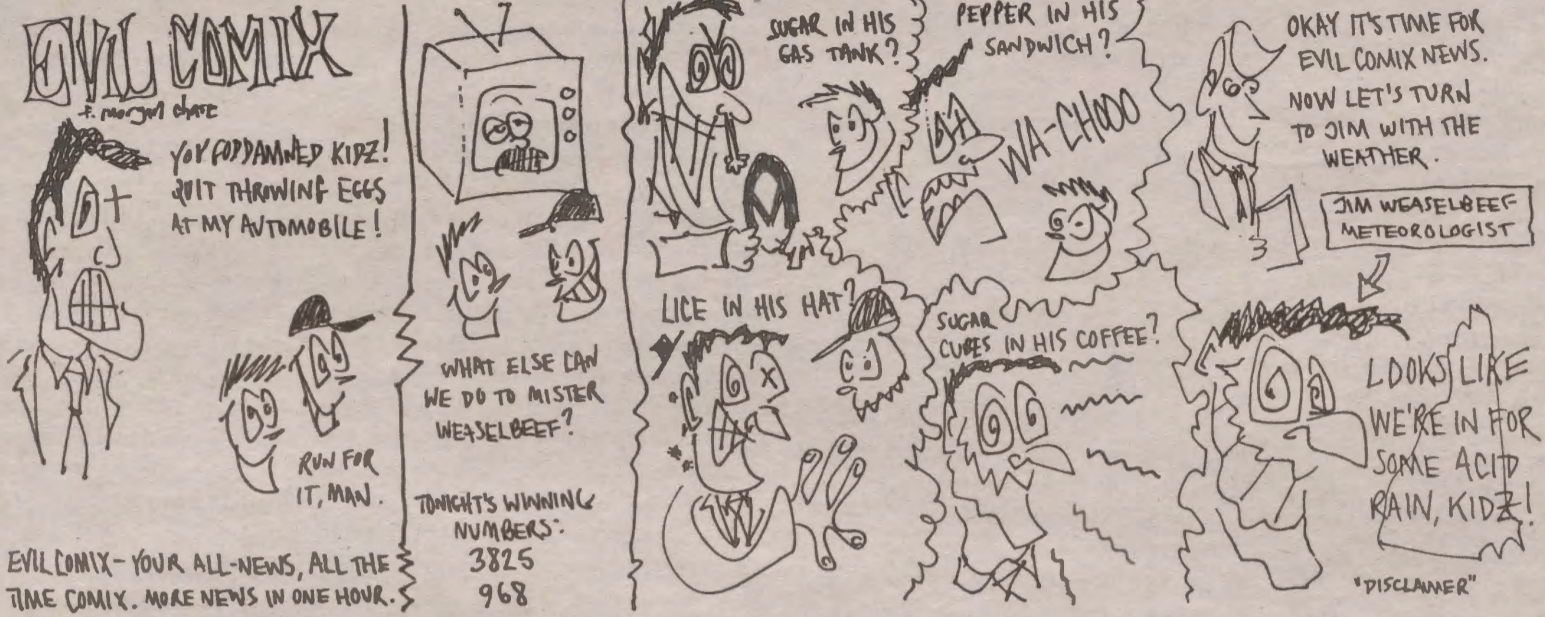 EVIL COMIX
F. morgan chase
YOU GODDAMNED KIDZ!
QUIT THROWING EGGS
AT MY AUTOMOBILE!
RUN FOR
IT, MAN.
EVIL COMIX - YOUR ALL-NEWS, ALL THE
TIME COMIX. MORE NEWS IN ONE HOUR.
WHAT ELSE CAN
WE DO TO MISTER
WEASELBEEF?
TONIGHT'S WINNING
NUMBERS:
3825
968
SUGAR IN HIS
GAS TANK?
PEPPER IN HIS
SANDWICH?
WA-CHOOO
LICE IN HIS HAT?
SUGAR
CUBES IN HIS COFFEE?
OKAY IT'S TIME FOR
EVIL COMIX NEWS.
NOW LET'S TURN
TO JIM WITH THE
WEATHER.
JIM WEASELBEEF
METEOROLOGIST
LOOKS LIKE
WE'RE IN FOR
SOME ACID
RAIN, KIDZ!
"DISCLAIMER"